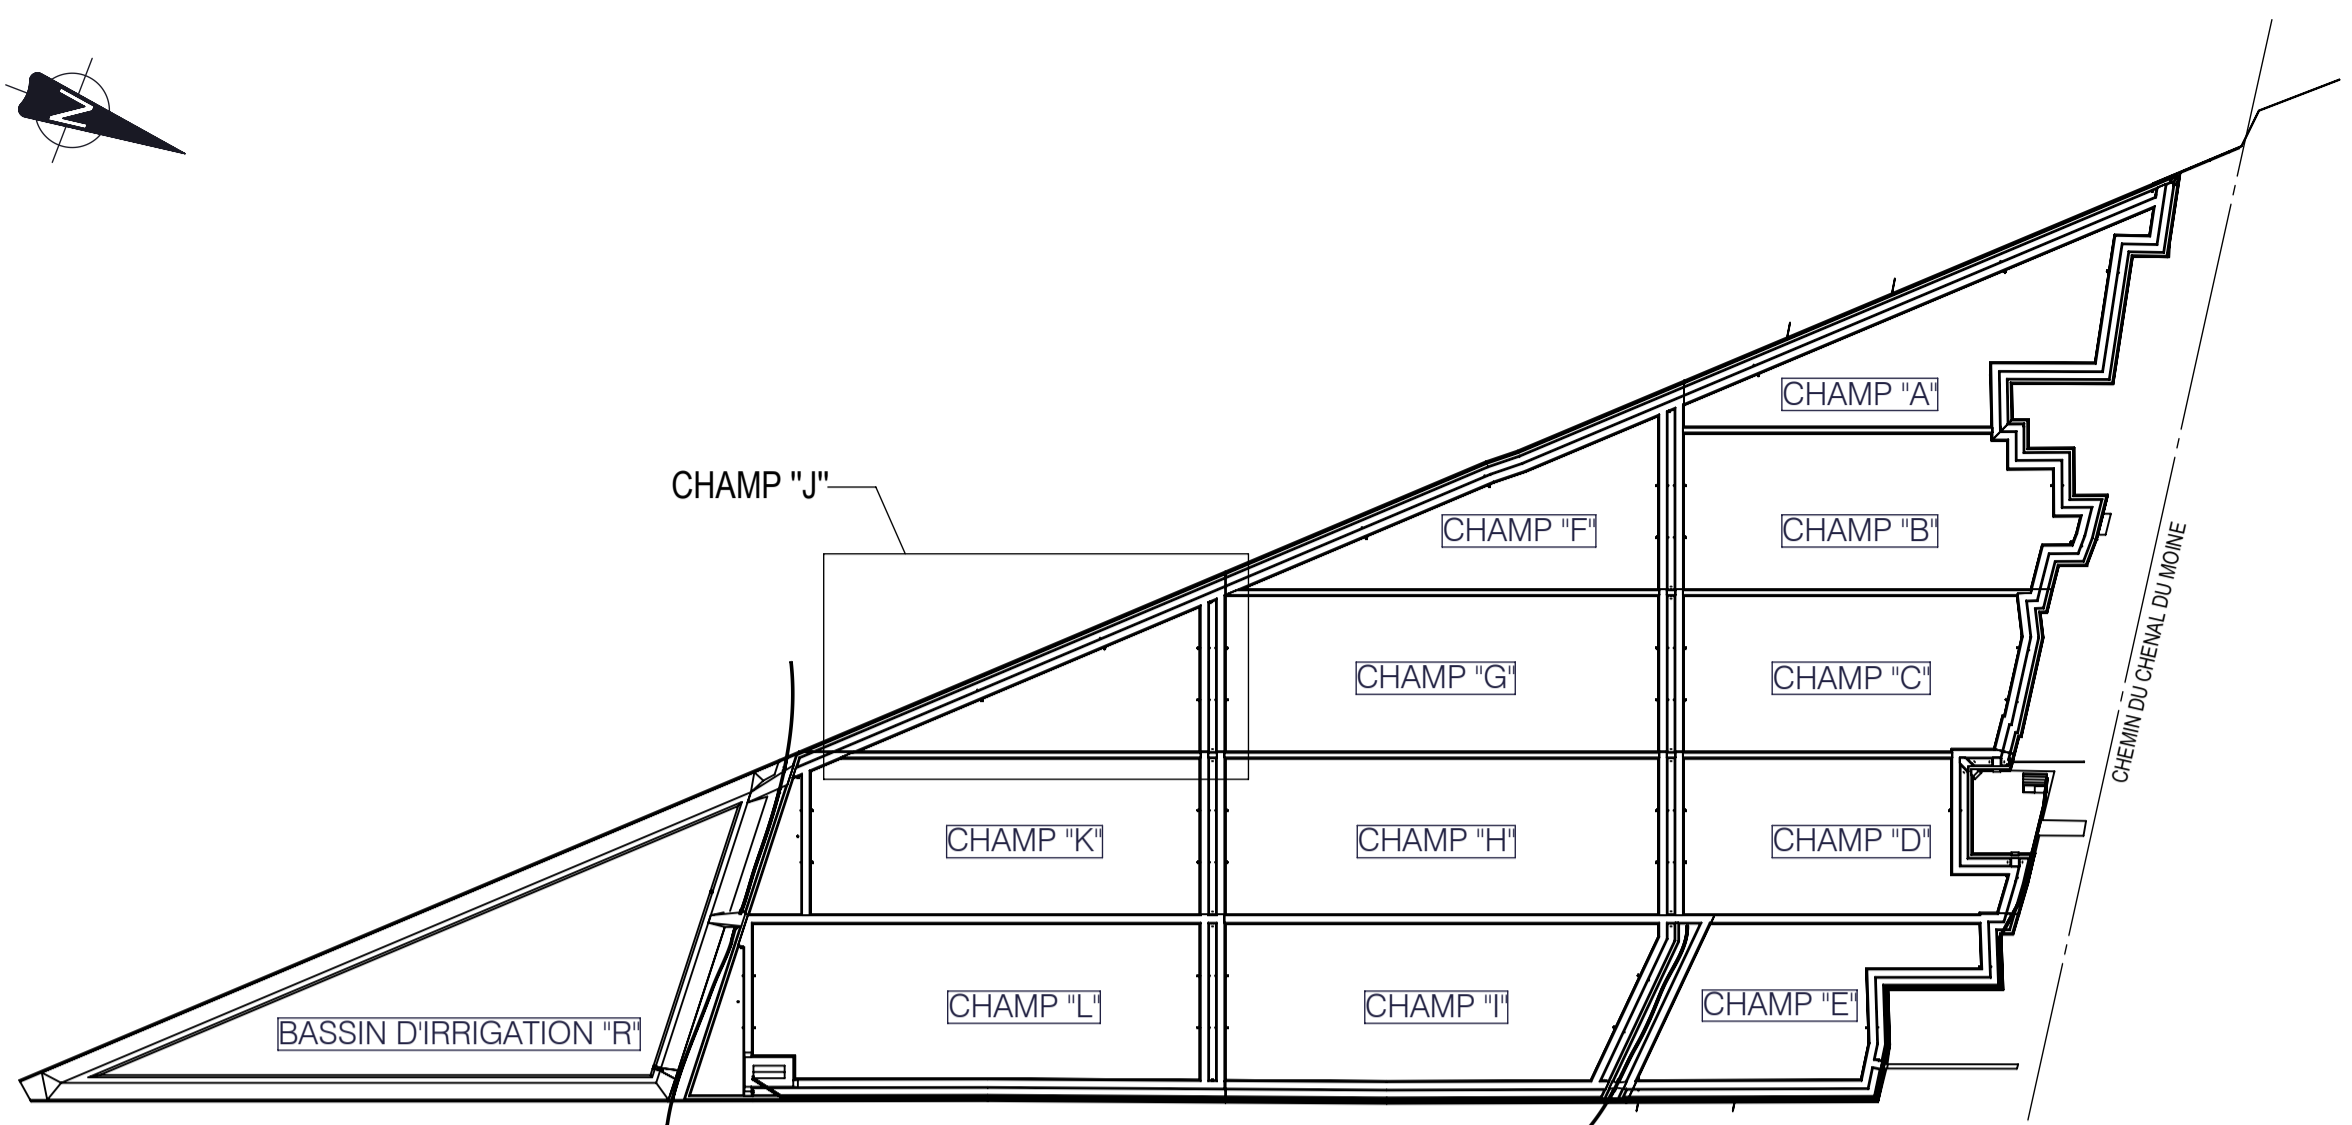 CHAMP "A"
CHAMP "J"
CHAMP "F"
CHAMP "B"
CHEMIN DU CHENAL DU MOINE
CHAMP "G"
CHAMP "C"
CHAMP "K"
CHAMP "H"
CHAMP "D"
CHAMP "L"
CHAMP "I"
CHAMP "E"
BASSIN D'IRRIGATION "R"
N